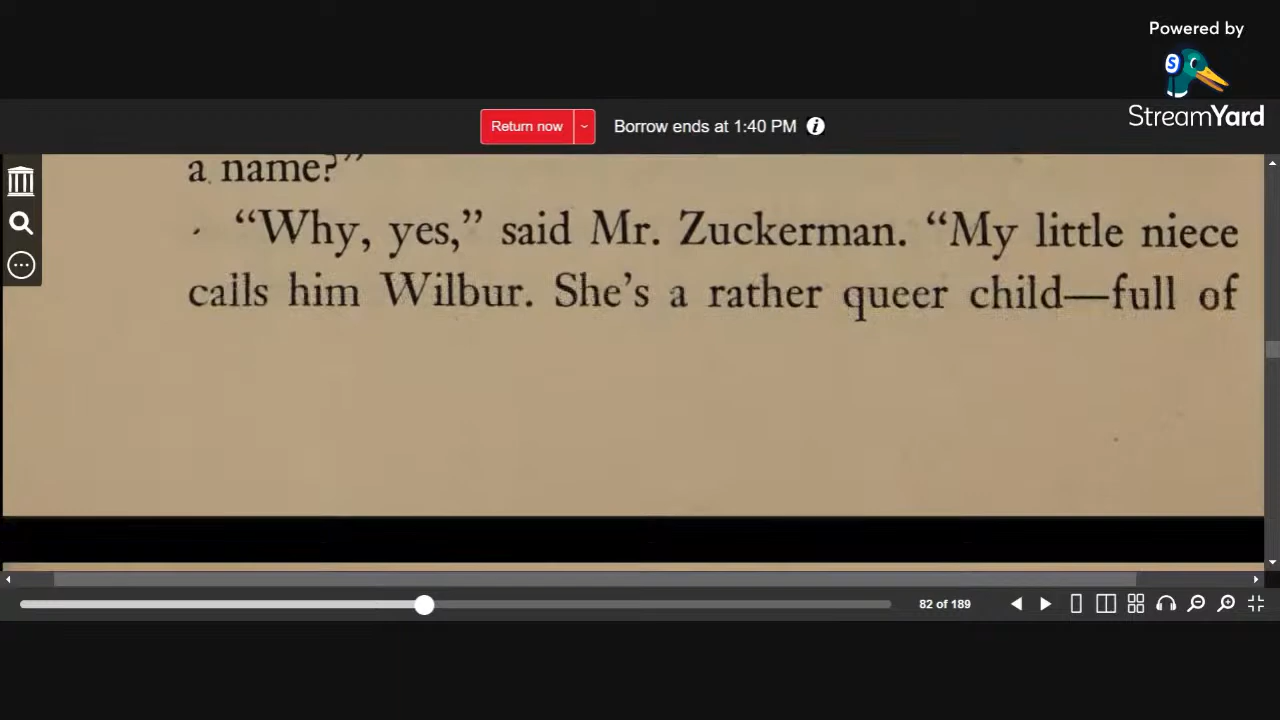 Powered by
S
StreamYard
Return now
Borrow ends at 1:40 PM i
a name?”
“Why, yes,” said Mr. Zuckerman. “My little niece
calls him Wilbur. She’s a rather queer child—full of
82 of 189